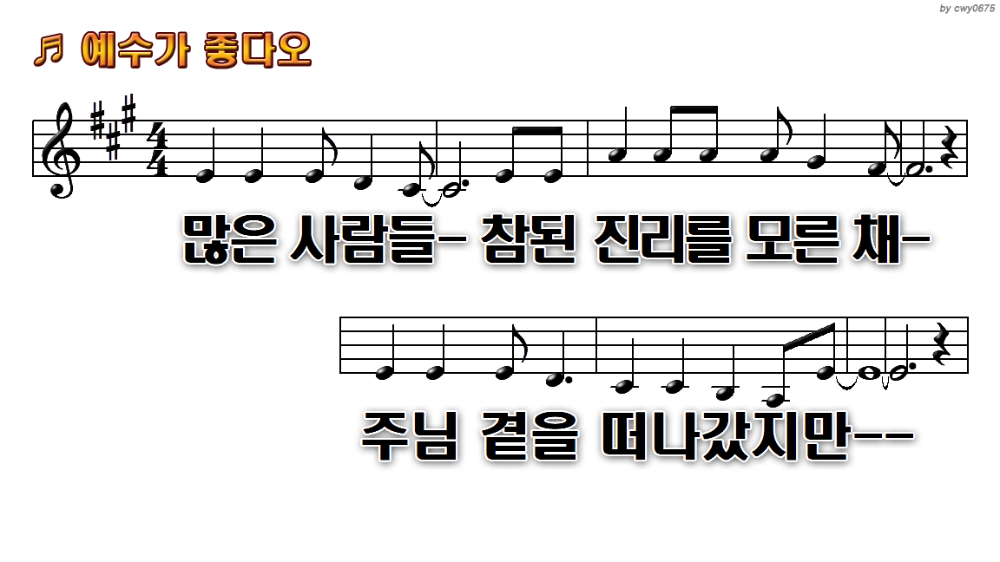 by cwy0675
♬ 예수가 좋다오
많은 사람들- 참된 진리를 모른 채-
주님 곁을 떠나갔지만--